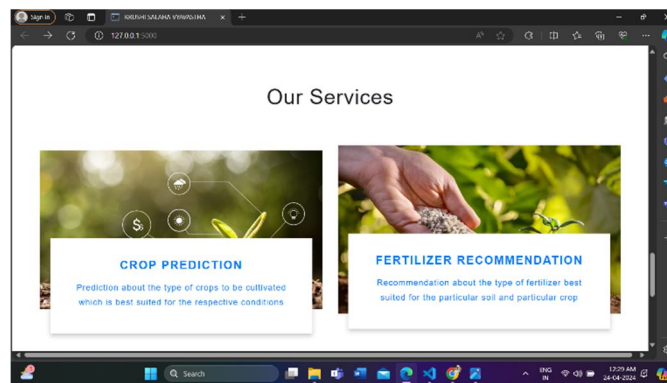 Sign in
KRUSHI SALAHA VYAVASTHA
127.0.0.1:5000
Our Services
CROP PREDICTION
Prediction about the type of crops to be cultivated
which is best suited for the respective conditions
FERTILIZER RECOMMENDATION
Recommendation about the type of fertilizer best
suited for the particular soil and particular crop
Search
ENG
IN
12:29 AM
24-04-2024